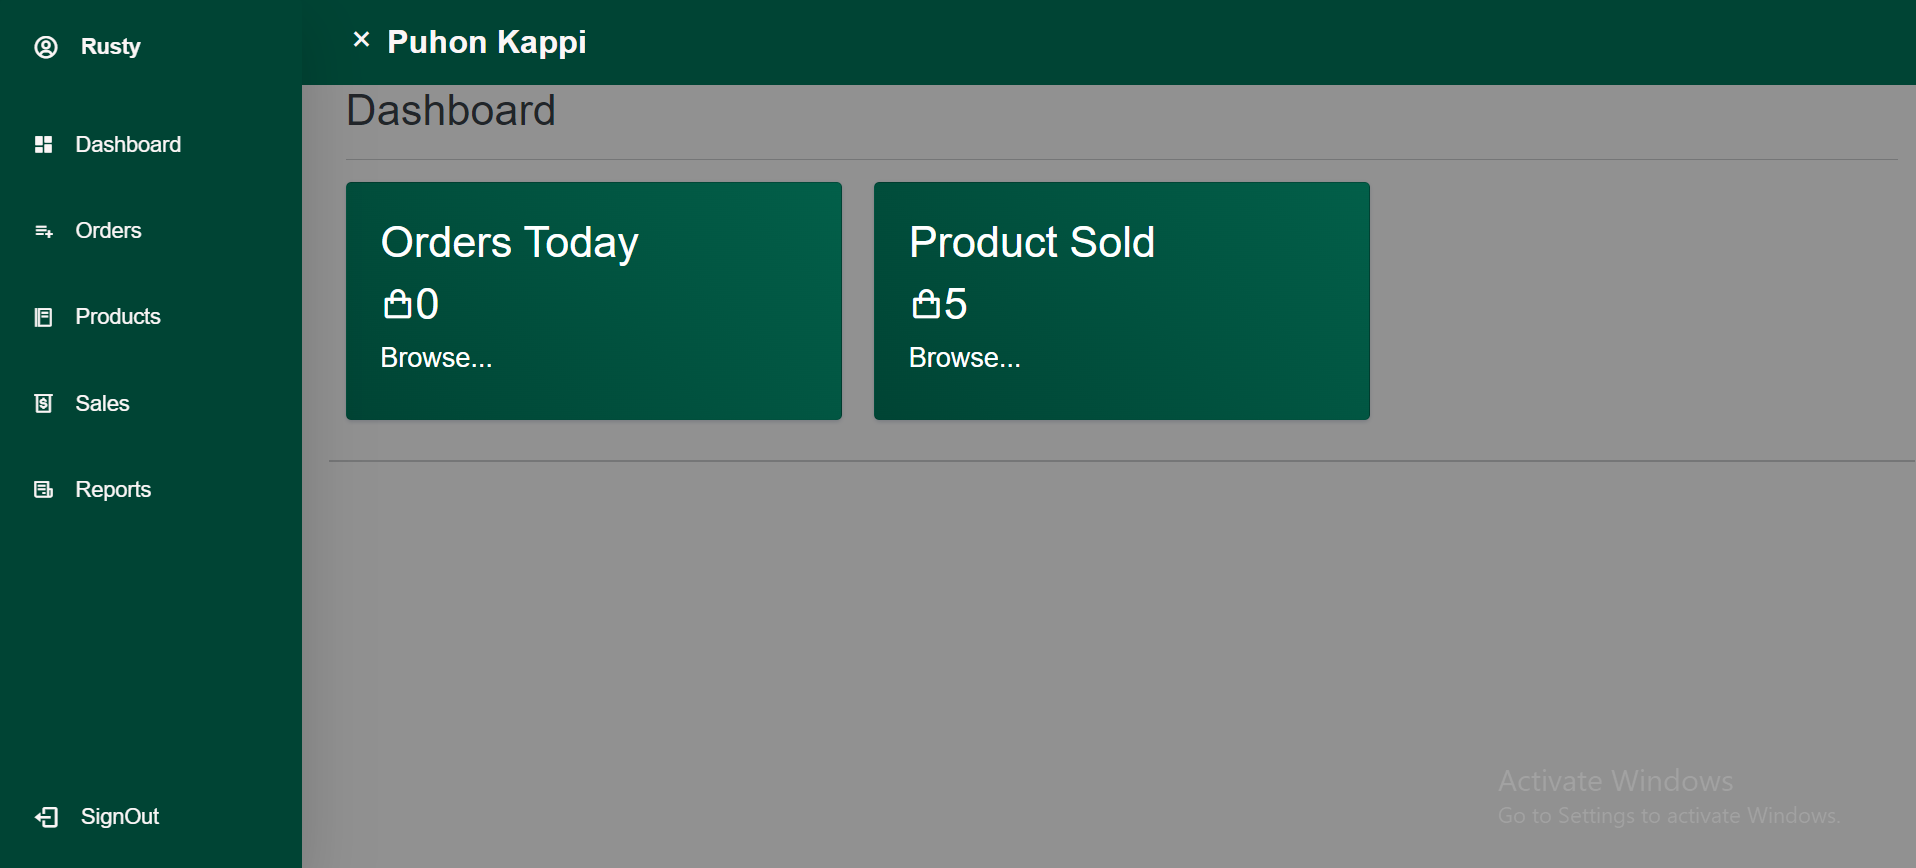 Rusty
Dashboard
Orders
Products
Sales
Reports
SignOut
× Puhon Kappi
Dashboard
Orders Today
0
Browse...
Product Sold
5
Browse...
Activate Windows
Go to Settings to activate Windows.